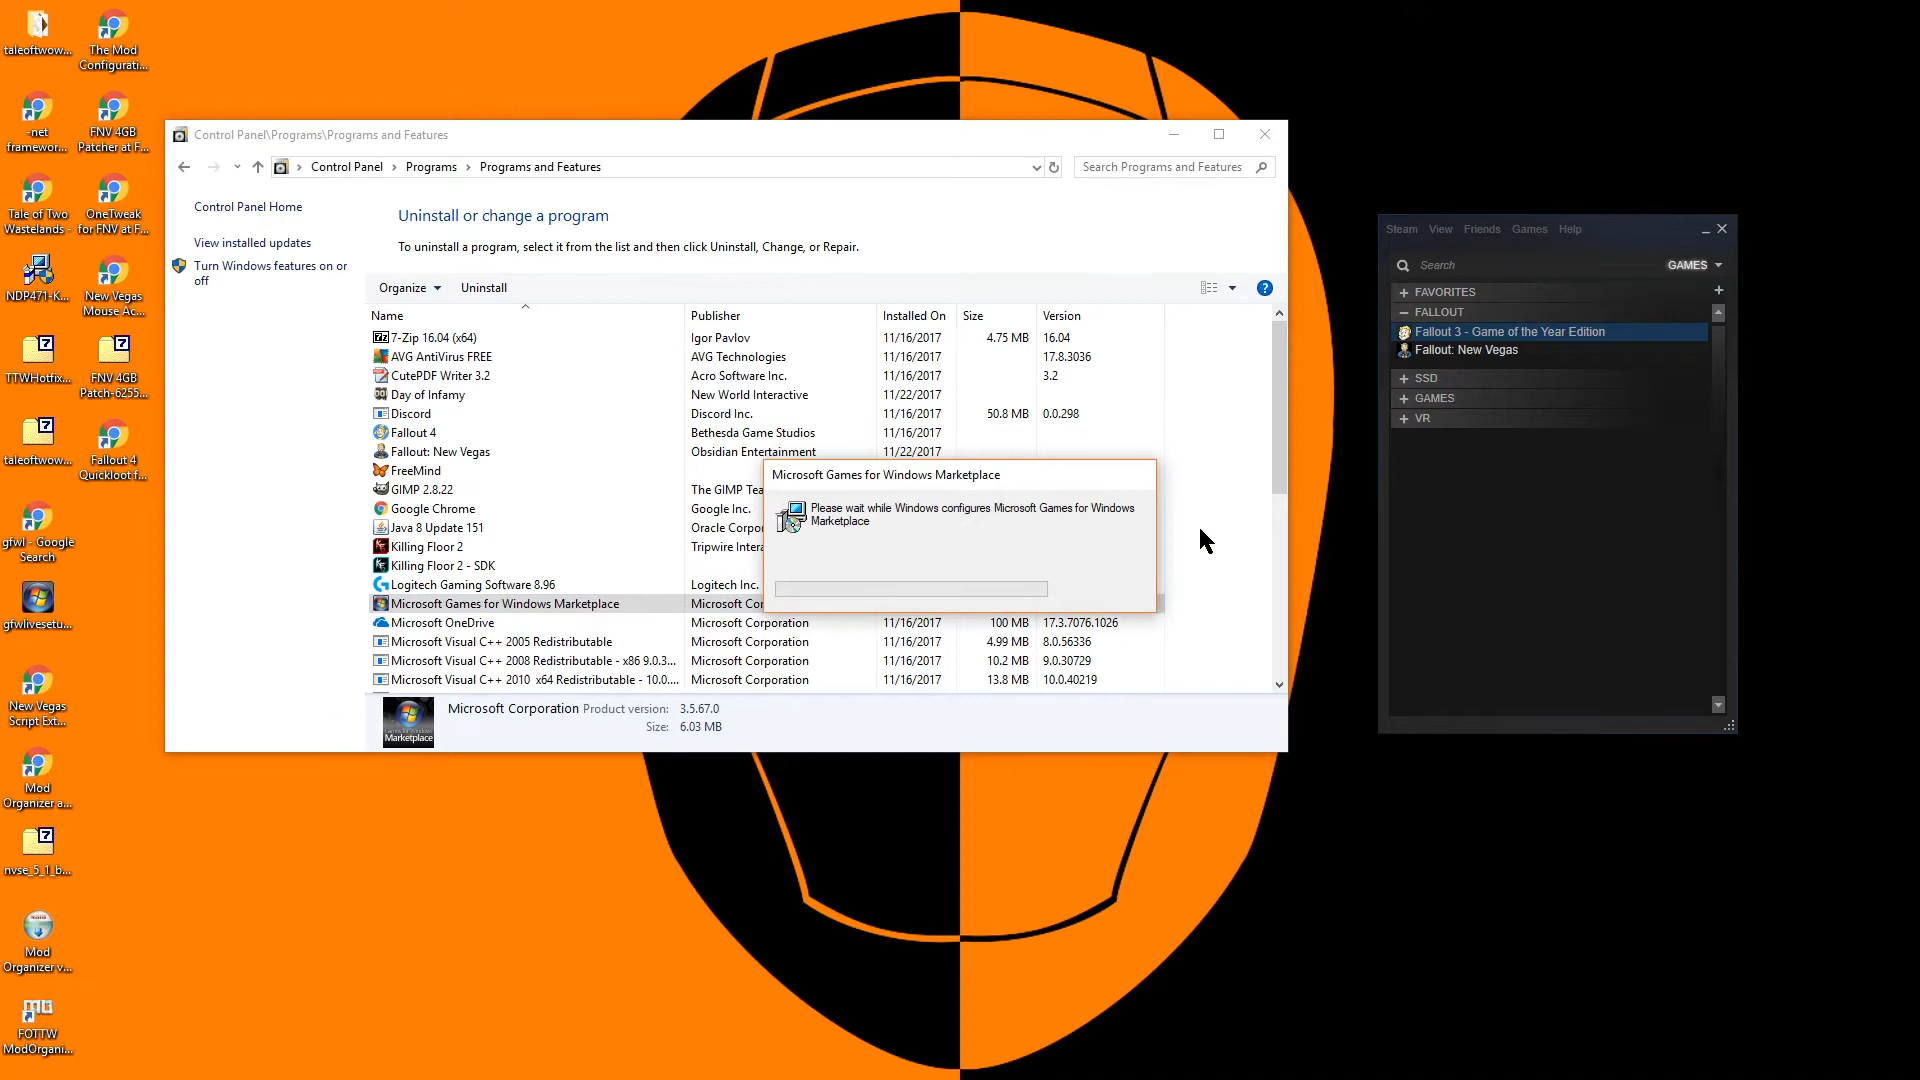 taleoftwow...
The Mod
Configurati...
-net
framewor...
FNV 4GB
Patcher at F...
Tale of Two
Wastelands -
OneTweak
for FNV at F...
NDP471-K...
New Vegas
Mouse Ac...
TTWHotfix...
FNV 4GB
Patch-6255...
taleoftwow...
Fallout 4
Quickloot f...
gfwl - Google
Search
gfwlivesetu...
New Vegas
Script Ext...
Mod
Organizer a...
nvse_5_1_b...
Mod
Organizer v...
FOTTW
ModOrgani...
Control Panel\Programs\Programs and Features
Control Panel Programs Programs and Features
Search Programs and Features
Control Panel Home
View installed updates
Turn Windows features on or
off
Uninstall or change a program
To uninstall a program, select it from the list and then click Uninstall, Change, or Repair.
Organize Uninstall
Name Publisher Installed On Size Version
7-Zip 16.04 (x64) Igor Pavlov 11/16/2017 4.75 MB 16.04
AVG AntiVirus FREE AVG Technologies 11/16/2017 17.8.3036
CutePDF Writer 3.2 Acro Software Inc. 11/16/2017 3.2
Day of Infamy New World Interactive 11/22/2017
Discord Discord Inc. 11/16/2017 50.8 MB 0.0.298
Fallout 4 Bethesda Game Studios 11/16/2017
Fallout: New Vegas Obsidian Entertainment 11/22/2017
FreeMind
GIMP 2.8.22 The GIMP Tea
Google Chrome Google Inc.
Java 8 Update 151 Oracle Corpo
Killing Floor 2 Tripwire Intera
Killing Floor 2 - SDK
Logitech Gaming Software 8.96 Logitech Inc.
Microsoft Games for Windows Marketplace Microsoft Co
Microsoft OneDrive Microsoft Corporation 11/16/2017 100 MB 17.3.7076.1026
Microsoft Visual C++ 2005 Redistributable Microsoft Corporation 11/16/2017 4.99 MB 8.0.56336
Microsoft Visual C++ 2008 Redistributable - x86 9.0.3... Microsoft Corporation 11/16/2017 10.2 MB 9.0.30729
Microsoft Visual C++ 2010 x64 Redistributable - 10.0.... Microsoft Corporation 11/16/2017 13.8 MB 10.0.40219
Microsoft Games for Windows Marketplace
Please wait while Windows configures Microsoft Games for Windows
Marketplace
Marketplace
Microsoft Corporation Product version: 3.5.67.0
Size: 6.03 MB
Steam View Friends Games Help
Search GAMES
FAVORITES
FALLOUT
Fallout 3 - Game of the Year Edition
Fallout: New Vegas
SSD
GAMES
VR